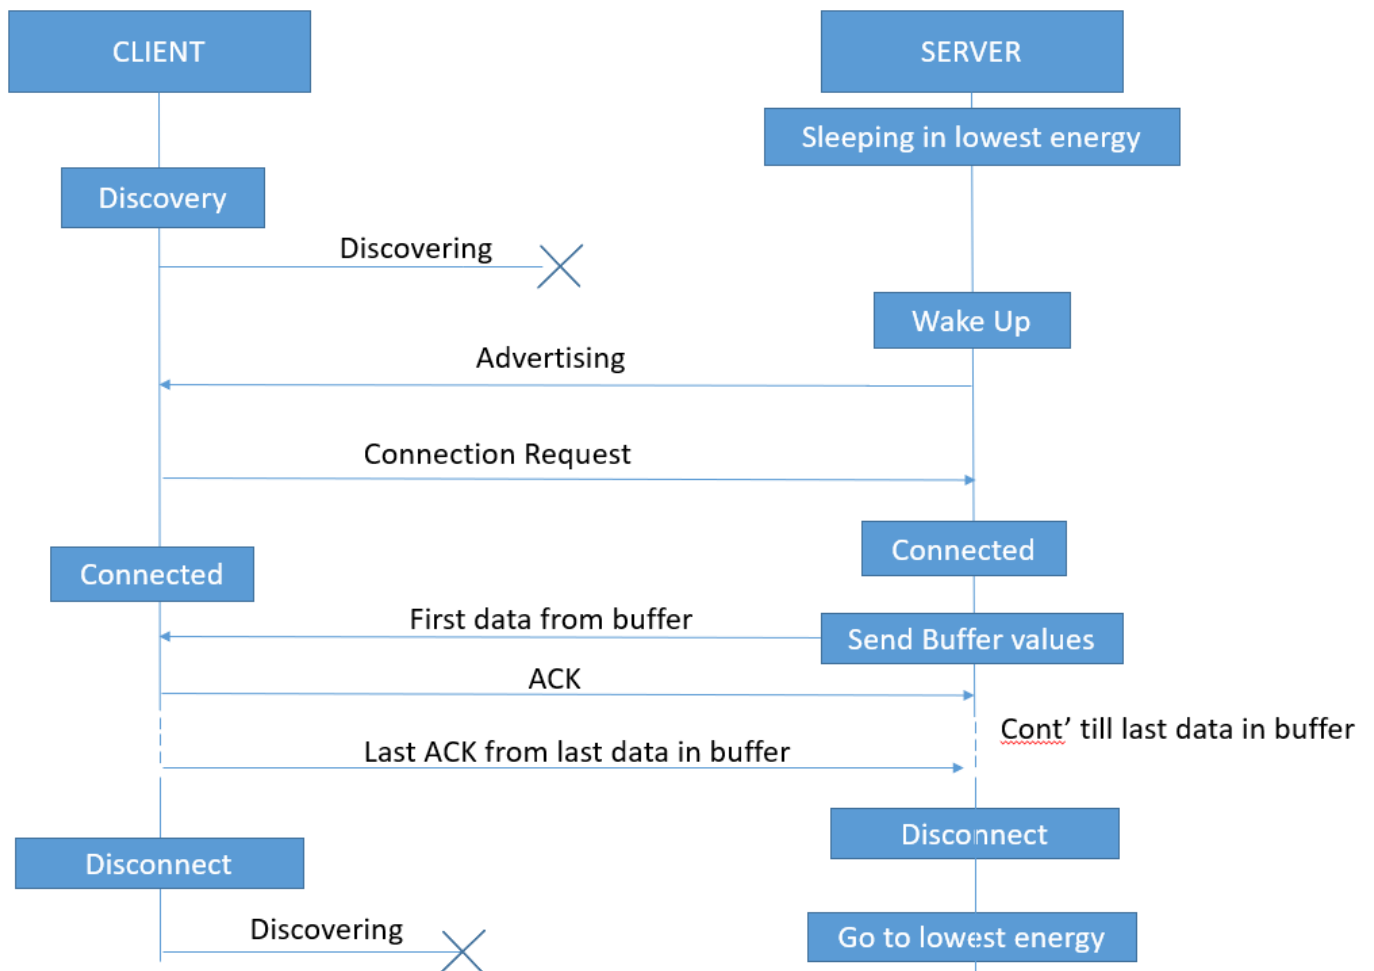 CLIENT
SERVER
Sleeping in lowest energy
Discovery
Discovering
Wake Up
Advertising
Connection Request
Connected
Connected
First data from buffer
Send Buffer values
ACK
Cont’ till last data in buffer
Last ACK from last data in buffer
Disconnect
Disconnect
Discovering
Go to lowest energy